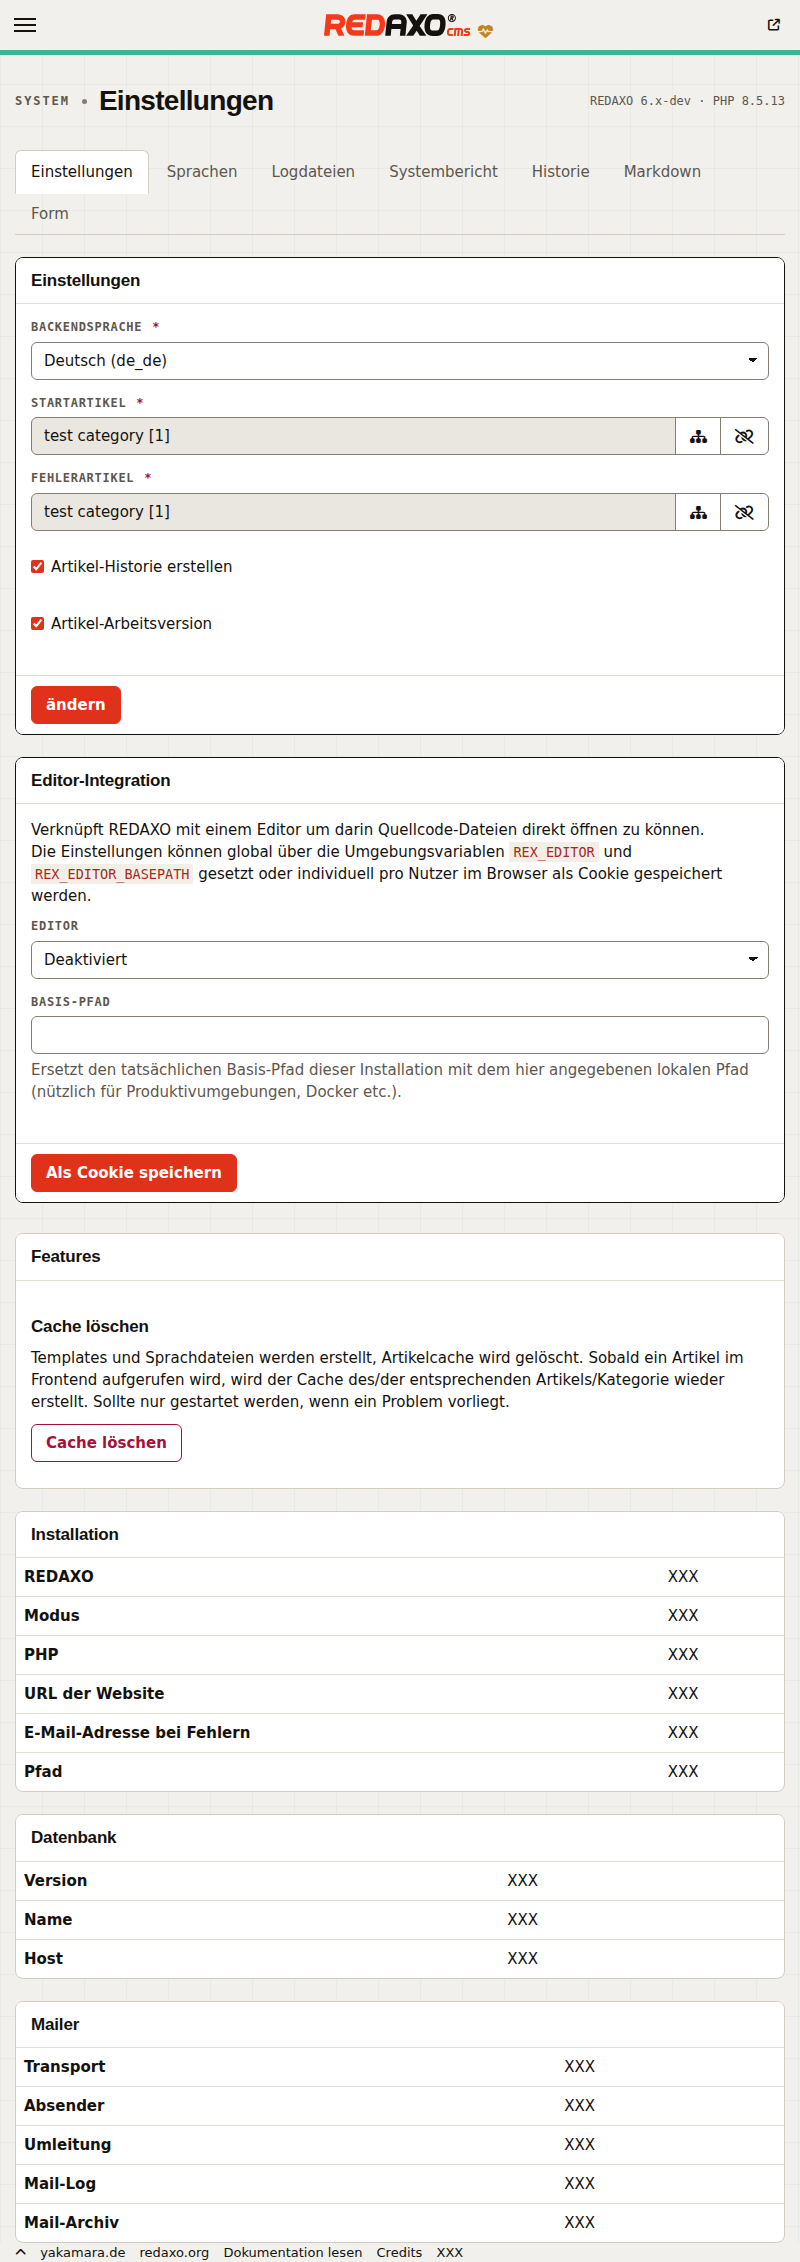 REDAXO® cms
SYSTEM • Einstellungen REDAXO 6.x-dev · PHP 8.5.13
Einstellungen Sprachen Logdateien Systembericht Historie Markdown
Form
Einstellungen
BACKENDSPRACHE *
Deutsch (de_de)
STARTARTIKEL *
test category [1]
FEHLERARTIKEL *
test category [1]
Artikel-Historie erstellen
Artikel-Arbeitsversion
ändern
Editor-Integration
Verknüpft REDAXO mit einem Editor um darin Quellcode-Dateien direkt öffnen zu können.
Die Einstellungen können global über die Umgebungsvariablen REX_EDITOR und
REX_EDITOR_BASEPATH gesetzt oder individuell pro Nutzer im Browser als Cookie gespeichert
werden.
EDITOR
Deaktiviert
BASIS-PFAD
Ersetzt den tatsächlichen Basis-Pfad dieser Installation mit dem hier angegebenen lokalen Pfad
(nützlich für Produktivumgebungen, Docker etc.).
Als Cookie speichern
Features
Cache löschen
Templates und Sprachdateien werden erstellt, Artikelcache wird gelöscht. Sobald ein Artikel im
Frontend aufgerufen wird, wird der Cache des/der entsprechenden Artikels/Kategorie wieder
erstellt. Sollte nur gestartet werden, wenn ein Problem vorliegt.
Cache löschen
Installation
REDAXO XXX
Modus XXX
PHP XXX
URL der Website XXX
E-Mail-Adresse bei Fehlern XXX
Pfad XXX
Datenbank
Version XXX
Name XXX
Host XXX
Mailer
Transport XXX
Absender XXX
Umleitung XXX
Mail-Log XXX
Mail-Archiv XXX
yakamara.de redaxo.org Dokumentation lesen Credits XXX